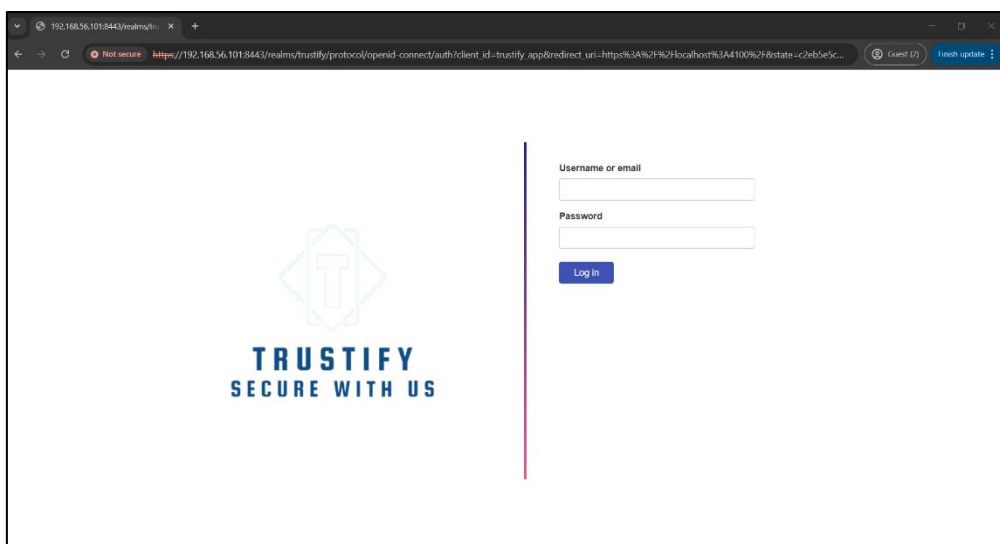 192.168.56.101:8443/realms/tru
Not secure https://192.168.56.101:8443/realms/trustify/protocol/openid-connect/auth?client_id=trustify_app&redirect_uri=https%3A%2F%2Flocalhost%3A4100%2F&state=c2eb5e5c... Guest (2) Finish update
Username or email
Password
Log in
T
TRUSTIFY
SECURE WITH US